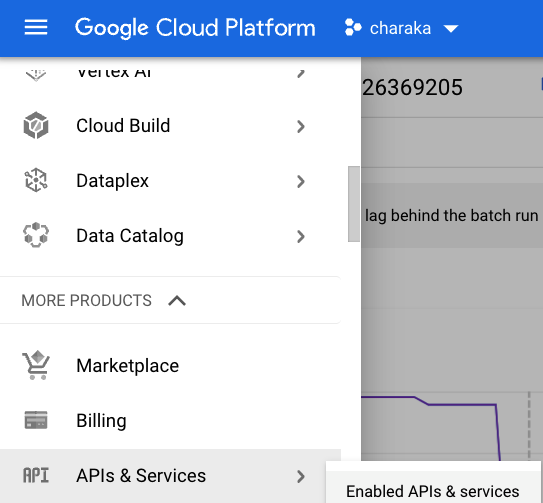 Google Cloud Platform
charaka
Vertex AI
26369205
Cloud Build
Dataplex
lag behind the batch run
Data Catalog
MORE PRODUCTS
Marketplace
Billing
API
APIs & Services
Enabled APIs & services